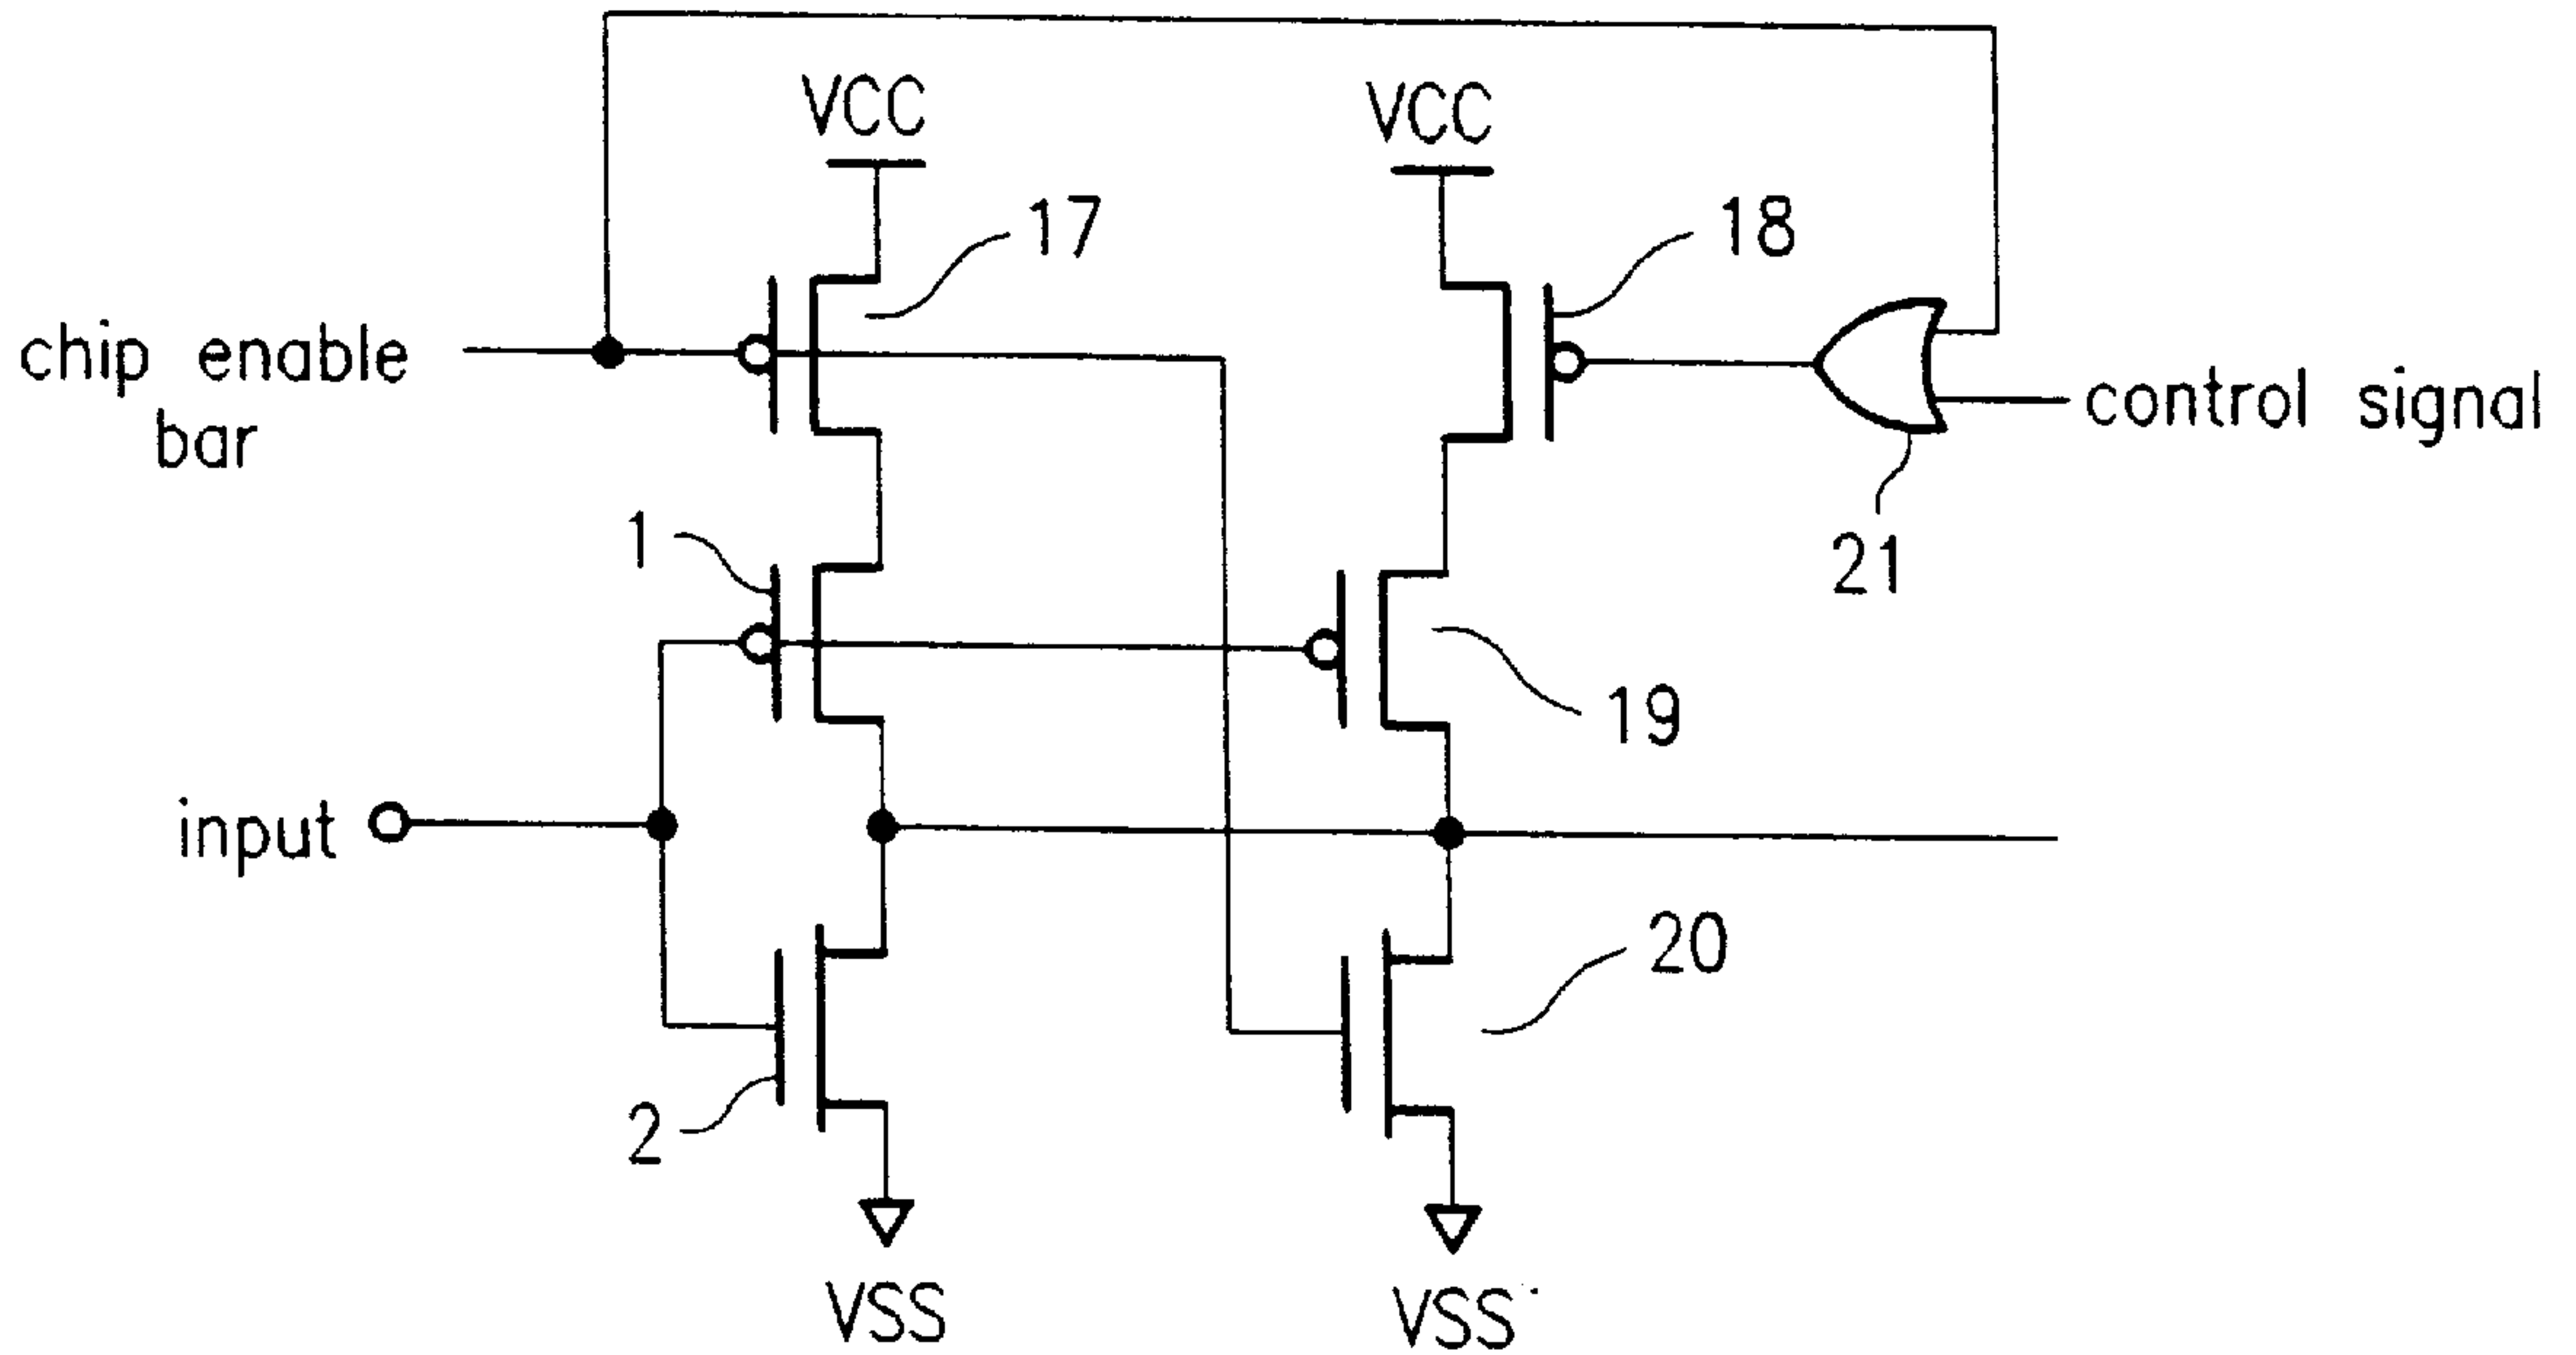 VCC
VCC
17
18
chip enable
bar
control signal
1
21
19
input
20
2
VSS
VSS